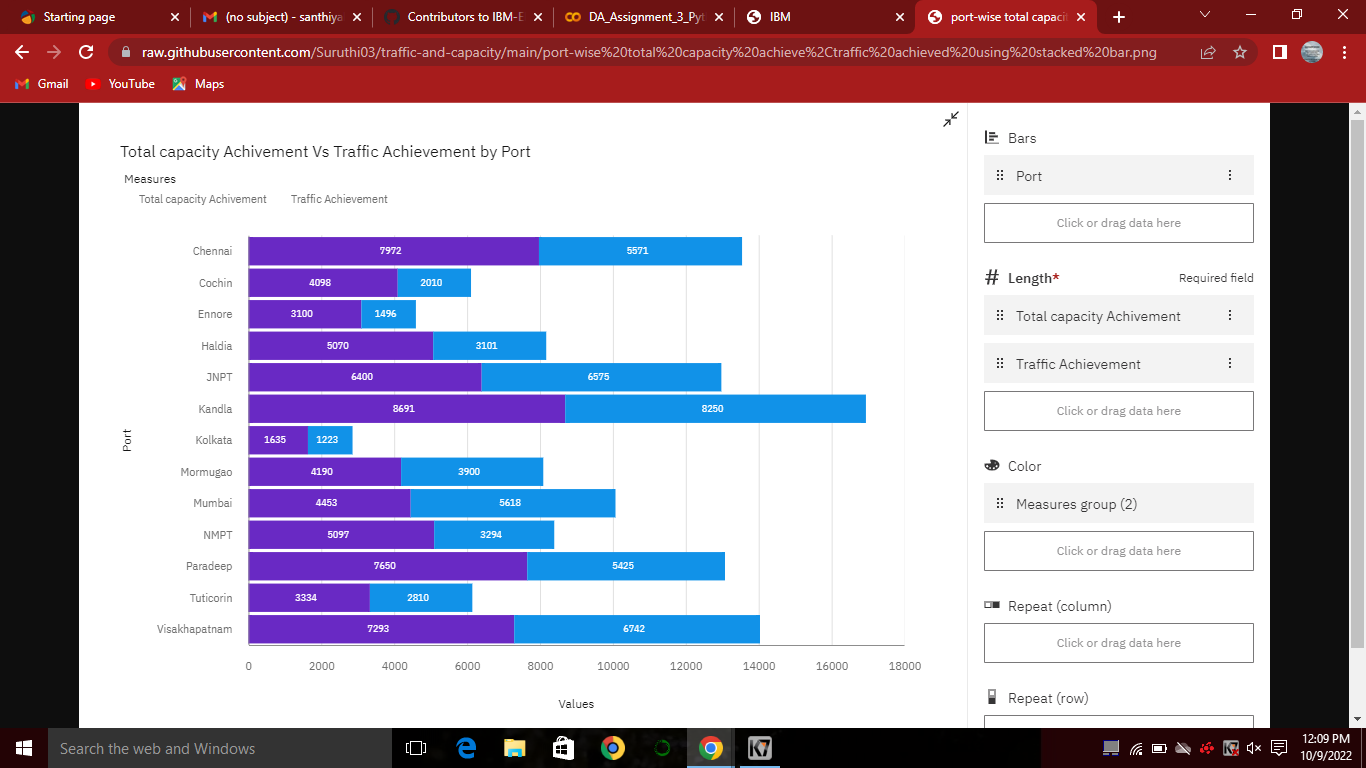 Starting page
(no subject) - santhiya
Contributors to IBM-E
DA_Assignment_3_Pyt
IBM
port-wise total capacit
raw.githubusercontent.com/Suruthi03/traffic-and-capacity/main/port-wise%20total%20capacity%20achieve%2Ctraffic%20achieved%20using%20stacked%20bar.png
Gmail
YouTube
Maps
Total capacity Achivement Vs Traffic Achievement by Port
Measures
Total capacity Achivement Traffic Achievement
Port
Chennai 7972 5571
Cochin 4098 2010
Ennore 3100 1496
Haldia 5070 3101
JNPT 6400 6575
Kandla 8691 8250
Kolkata 1635 1223
Mormugao 4190 3900
Mumbai 4453 5618
NMPT 5097 3294
Paradeep 7650 5425
Tuticorin 3334 2810
Visakhapatnam 7293 6742
0 2000 4000 6000 8000 10000 12000 14000 16000 18000
Values
Bars
Port
Click or drag data here
# Length* Required field
Total capacity Achivement
Traffic Achievement
Click or drag data here
Color
Measures group (2)
Click or drag data here
Repeat (column)
Click or drag data here
Repeat (row)
Search the web and Windows
12:09 PM
10/9/2022